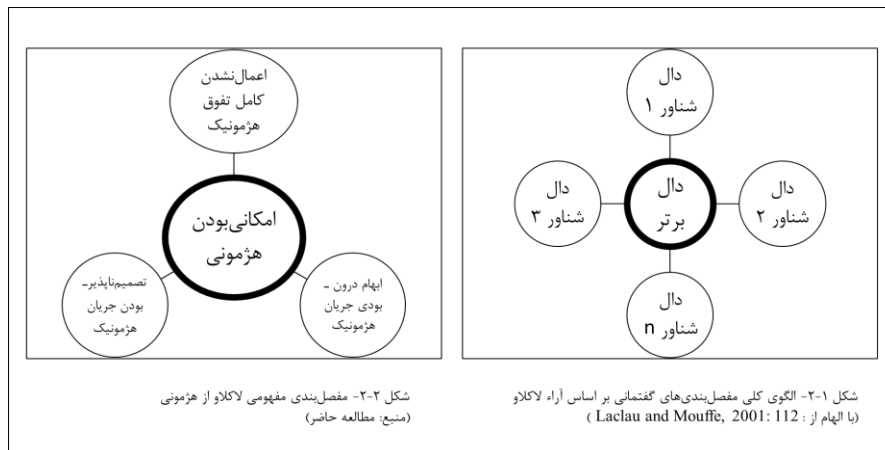 دال
شناور ۱
دال
برتر
دال
شناور ۲
دال
شناور ۳
دال
شناور n
شکل ۱-۲- الگوی کلی مفصل‌بندی‌های گفتمانی بر اساس آراء لاکلاو
(با الهام از : Laclau and Mouffe, 2001: 112 )
اعمال‌نشدن
کامل تفوق
هژمونیک
امکانی‌بودن
هژمونی
ابهام درون –
بودی جریان
هژمونیک
تصمیم‌ناپذیر–
بودن جریان
هژمونیک
شکل ۲-۲- مفصل‌بندی مفهومی لاکلاو از هژمونی
(منبع: مطالعه حاضر)